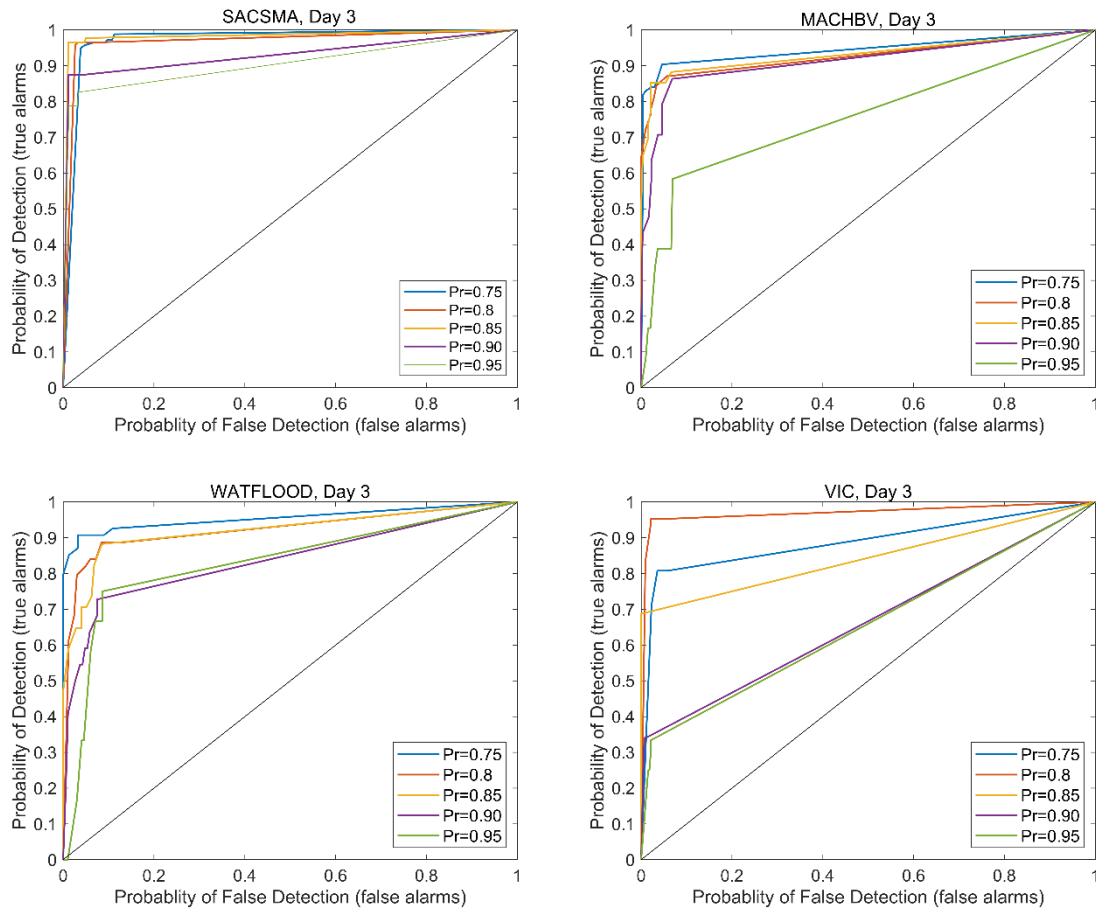 SACSMA, Day 3
1
0.9
0.8
0.7
0.6
0.5
0.4
0.3
0.2
0.1
0
Probability of Detection (true alarms)
Pr=0.75
Pr=0.8
Pr=0.85
Pr=0.90
Pr=0.95
0 0.2 0.4 0.6 0.8 1
Probablity of False Detection (false alarms)
MACHBV, Day 3
1
0.9
0.8
0.7
0.6
0.5
0.4
0.3
0.2
0.1
0
Probability of Detection (true alarms)
Pr=0.75
Pr=0.8
Pr=0.85
Pr=0.90
Pr=0.95
0 0.2 0.4 0.6 0.8 1
Probablity of False Detection (false alarms)
WATFLOOD, Day 3
1
0.9
0.8
0.7
0.6
0.5
0.4
0.3
0.2
0.1
0
Probability of Detection (true alarms)
Pr=0.75
Pr=0.8
Pr=0.85
Pr=0.90
Pr=0.95
0 0.2 0.4 0.6 0.8 1
Probablity of False Detection (false alarms)
VIC, Day 3
1
0.9
0.8
0.7
0.6
0.5
0.4
0.3
0.2
0.1
0
Probability of Detection (true alarms)
Pr=0.75
Pr=0.8
Pr=0.85
Pr=0.90
Pr=0.95
0 0.2 0.4 0.6 0.8 1
Probablity of False Detection (false alarms)